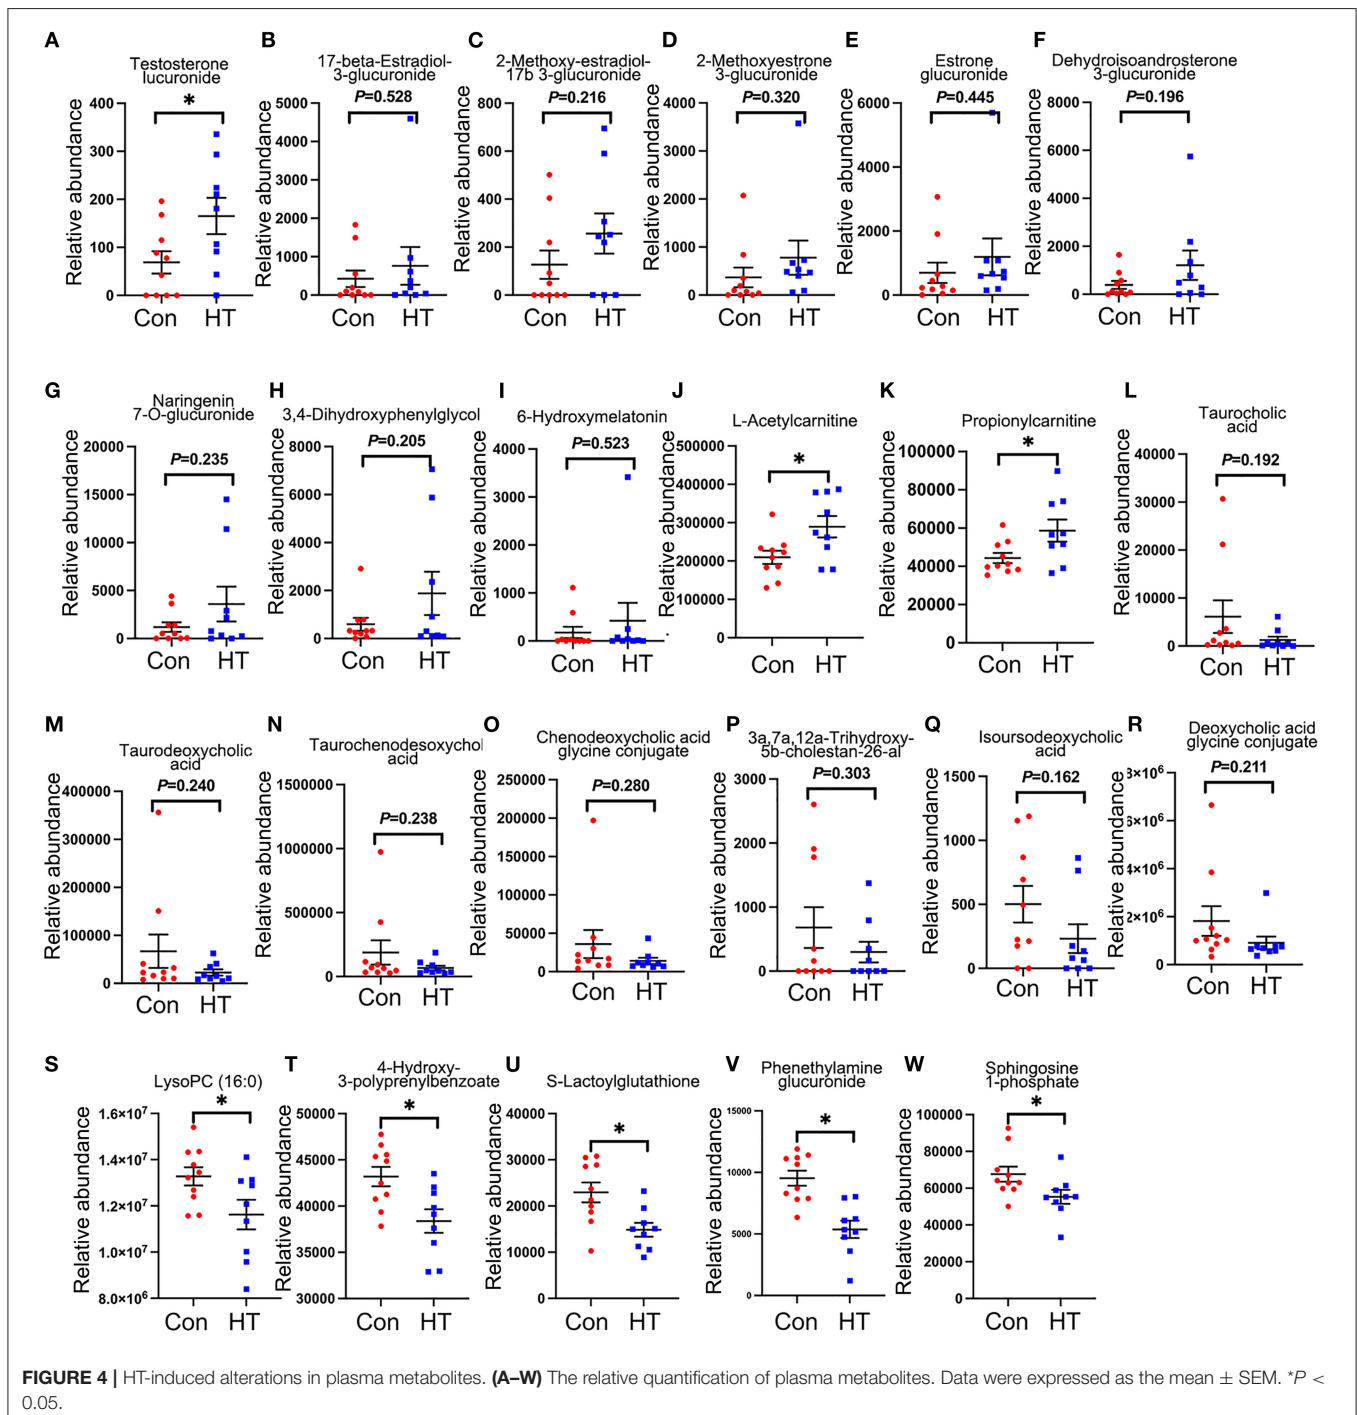 A
Testosterone
lucuronide
*
Relative abundance
400
300
200
100
0
Con HT
B
17-beta-Estradiol-
3-glucuronide
P=0.528
Relative abundance
5000
4000
3000
2000
1000
0
Con HT
C
2-Methoxy-estradiol-
17b 3-glucuronide
P=0.216
Relative abundance
800
600
400
200
0
Con HT
D
2-Methoxyestrone
3-glucuronide
P=0.320
Relative abundance
4000
3000
2000
1000
0
Con HT
E
Estrone
glucuronide
P=0.445
Relative abundance
6000
4000
2000
0
Con HT
F
Dehydroisoandrosterone
3-glucuronide
P=0.196
Relative abundance
8000
6000
4000
2000
0
Con HT
G
Naringenin
7-O-glucuronide
P=0.235
Relative abundance
20000
15000
10000
5000
0
Con HT
H
3,4-Dihydroxyphenylglycol
P=0.205
Relative abundance
8000
6000
4000
2000
0
Con HT
I
6-Hydroxymelatonin
P=0.523
Relative abundance
4000
3000
2000
1000
0
Con HT
J
L-Acetylcarnitine
*
Relative abundance
500000
400000
300000
200000
100000
0
Con HT
K
Propionylcarnitine
*
Relative abundance
100000
80000
60000
40000
20000
0
Con HT
L
Taurocholic
acid
P=0.192
Relative abundance
40000
30000
20000
10000
0
Con HT
M
Taurodeoxycholic
acid
P=0.240
Relative abundance
400000
300000
200000
100000
0
Con HT
N
Taurochenodesoxychol
acid
P=0.238
Relative abundance
1500000
1000000
500000
0
Con HT
O
Chenodeoxycholic acid
glycine conjugate
P=0.280
Relative abundance
250000
200000
150000
100000
50000
0
Con HT
P
3a,7a,12a-Trihydroxy-
5b-cholestan-26-al
P=0.303
Relative abundance
3000
2000
1000
0
Con HT
Q
Isoursodeoxycholic
acid
P=0.162
Relative abundance
1500
1000
500
0
Con HT
R
Deoxycholic acid
glycine conjugate
P=0.211
Relative abundance
4×10⁶
2×10⁶
0
Con HT
S
LysoPC (16:0)
*
Relative abundance
1.6×10⁷
1.4×10⁷
1.2×10⁷
1.0×10⁷
8.0×10⁶
Con HT
T
4-Hydroxy-
3-polyprenylbenzoate
*
Relative abundance
50000
45000
40000
35000
30000
Con HT
U
S-Lactoylglutathione
*
Relative abundance
40000
30000
20000
10000
0
Con HT
V
Phenethylamine
glucuronide
*
Relative abundance
15000
10000
5000
0
Con HT
W
Sphingosine
1-phosphate
*
Relative abundance
100000
80000
60000
40000
20000
0
Con HT
FIGURE 4 | HT-induced alterations in plasma metabolites. (A–W) The relative quantification of plasma metabolites. Data were expressed as the mean ± SEM. *P <
0.05.